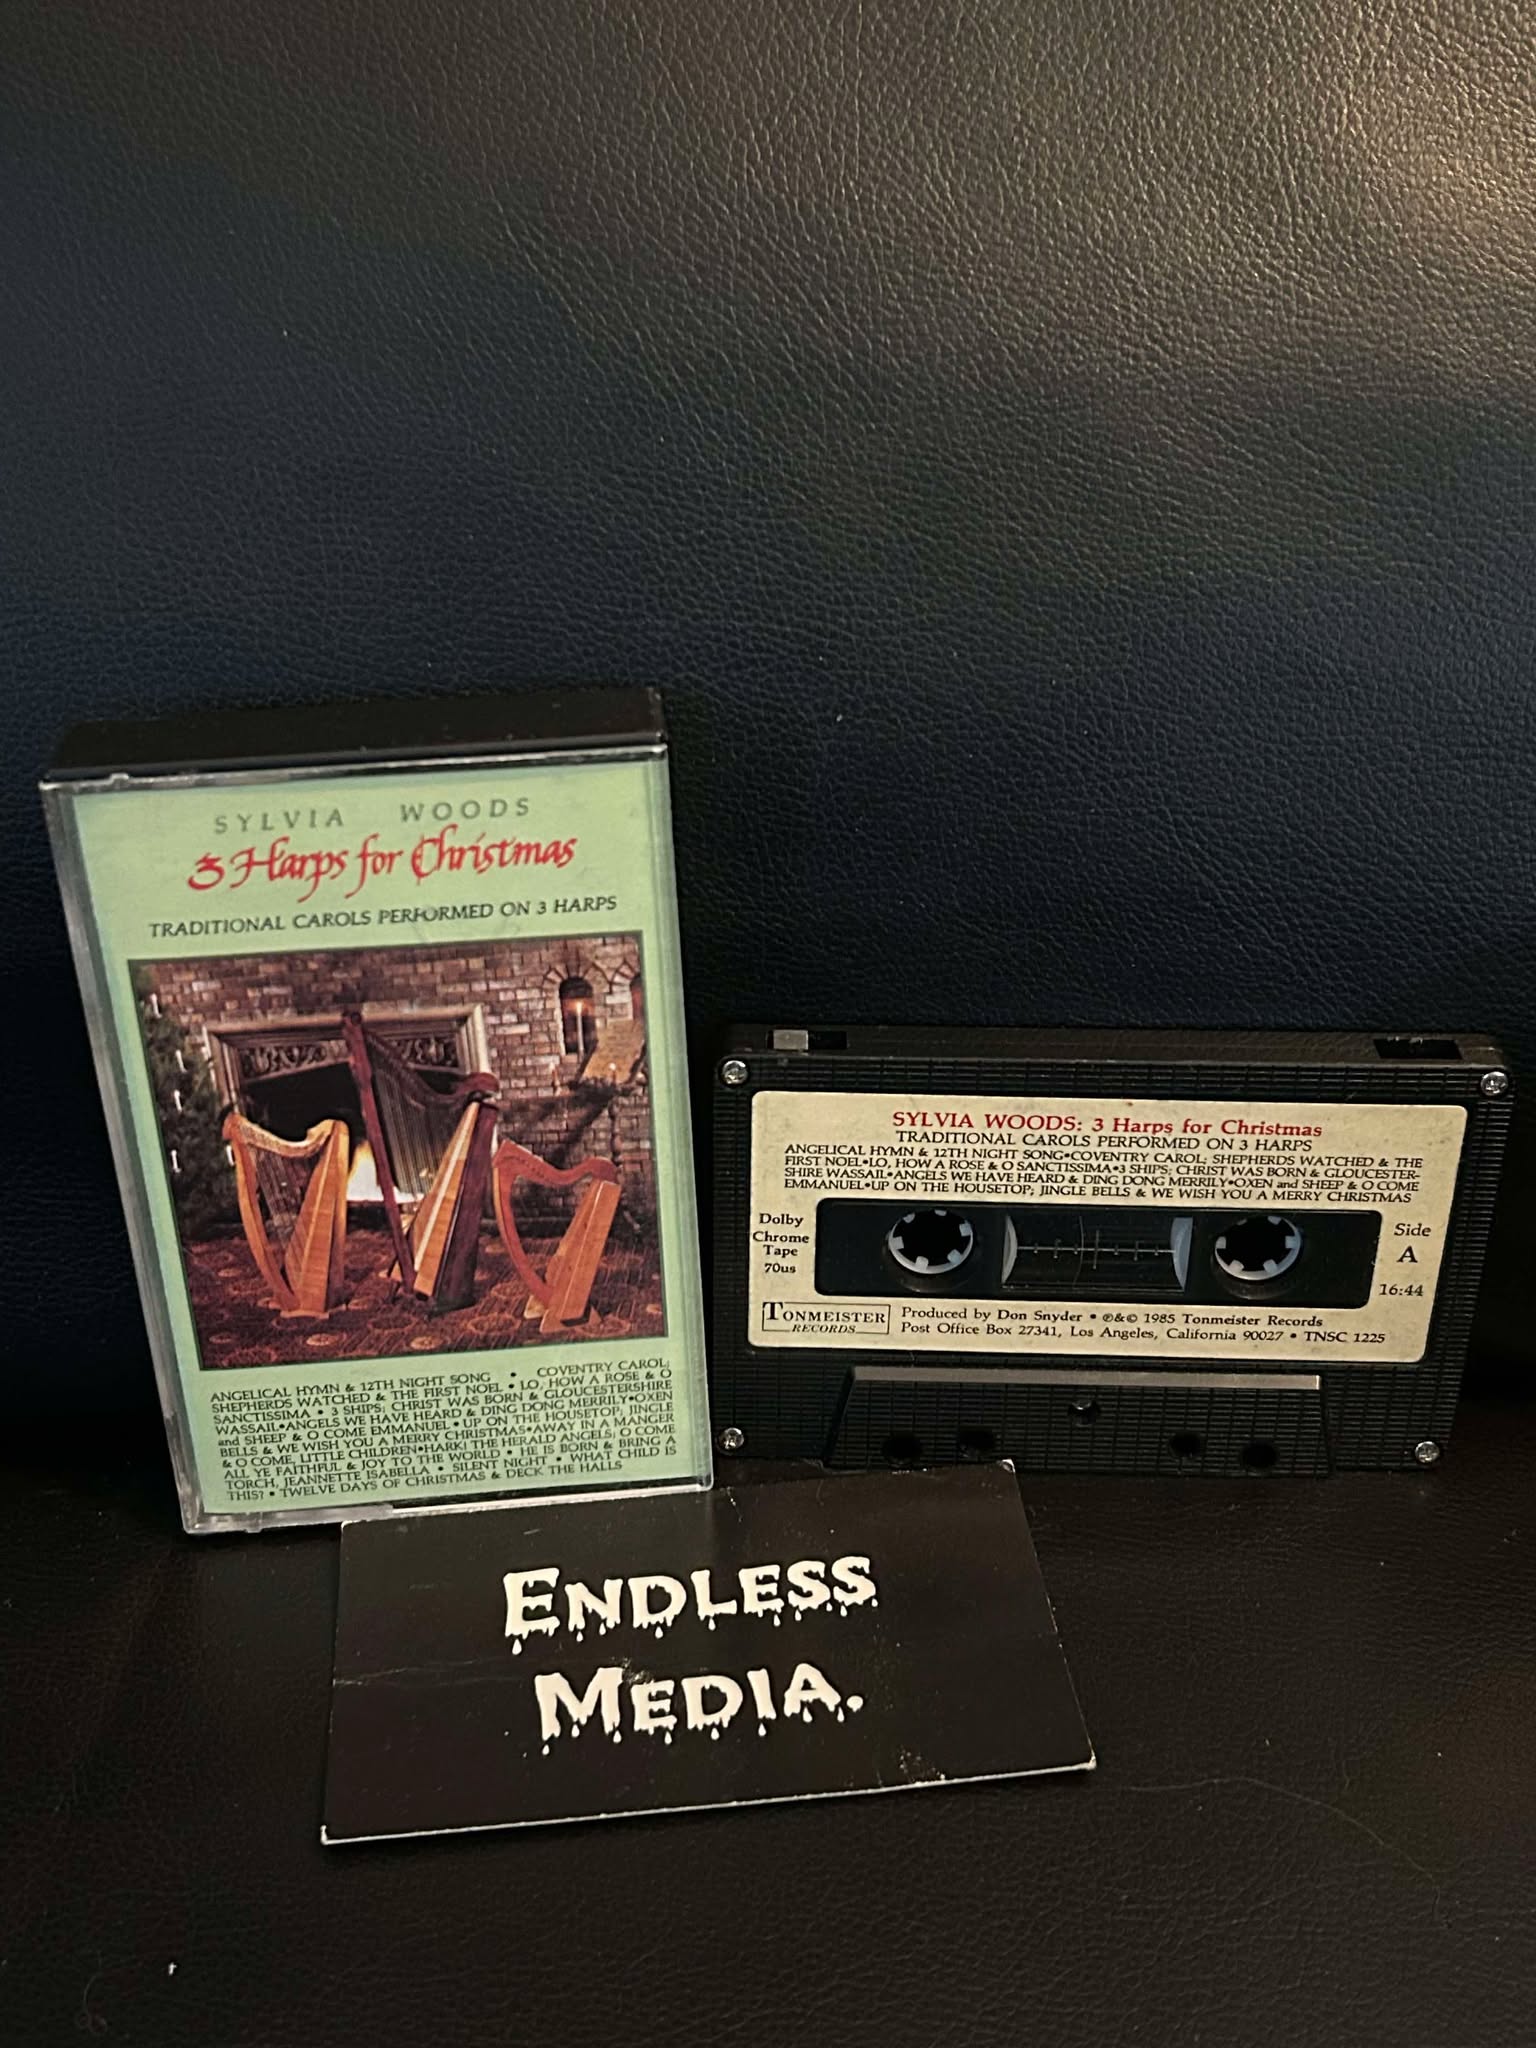 SYLVIA WOODS
3 Harps for Christmas
TRADITIONAL CAROLS PERFORMED ON 3 HARPS
ANGELICAL HYMN & 12TH NIGHT SONG • COVENTRY CAROL;
SHEPHERDS WATCHED & THE FIRST NOEL • LO, HOW A ROSE & O
SANCTISSIMA • 3 SHIPS; CHRIST WAS BORN & GLOUCESTERSHIRE
WASSAIL•ANGELS WE HAVE HEARD & DING DONG MERRILY•OXEN
and SHEEP & O COME EMMANUEL • UP ON THE HOUSETOP; JINGLE
BELLS & WE WISH YOU A MERRY CHRISTMAS•AWAY IN A MANGER
& O COME, LITTLE CHILDREN•HARK! THE HERALD ANGELS; O COME
ALL YE FAITHFUL & JOY TO THE WORLD • HE IS BORN & BRING A
TORCH, JEANNETTE ISABELLA • SILENT NIGHT • WHAT CHILD IS
THIS? • TWELVE DAYS OF CHRISTMAS & DECK THE HALLS
SYLVIA WOODS: 3 Harps for Christmas
TRADITIONAL CAROLS PERFORMED ON 3 HARPS
ANGELICAL HYMN & 12TH NIGHT SONG•COVENTRY CAROL; SHEPHERDS WATCHED & THE
FIRST NOEL•LO, HOW A ROSE & O SANCTISSIMA•3 SHIPS; CHRIST WAS BORN & GLOUCESTER-
SHIRE WASSAIL•ANGELS WE HAVE HEARD & DING DONG MERRILY•OXEN and SHEEP & O COME
EMMANUEL•UP ON THE HOUSETOP; JINGLE BELLS & WE WISH YOU A MERRY CHRISTMAS
Dolby
Chrome
Tape
70us
Side
A
16:44
TONMEISTER
RECORDS
Produced by Don Snyder • ℗&© 1985 Tonmeister Records
Post Office Box 27341, Los Angeles, California 90027 • TNSC 1225
ENDLESS
MEDIA.